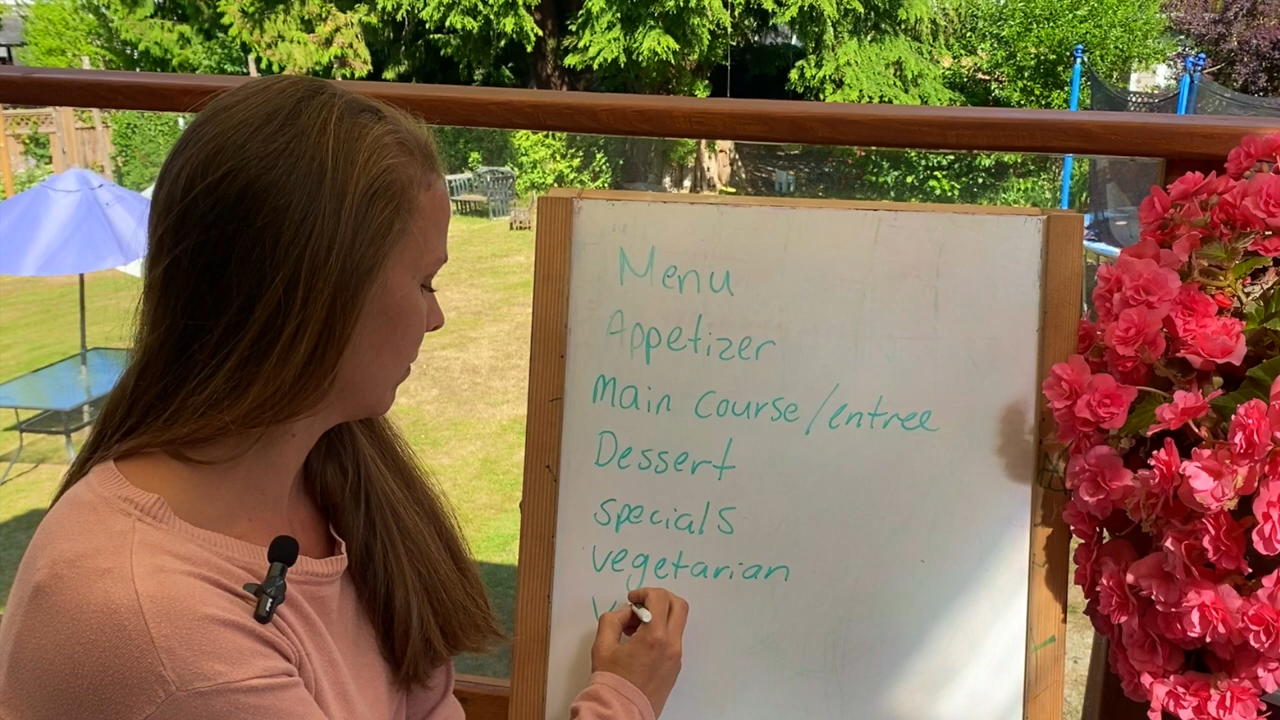 Menu
Appetizer
Main course/entree
Dessert
specials
vegetarian
v